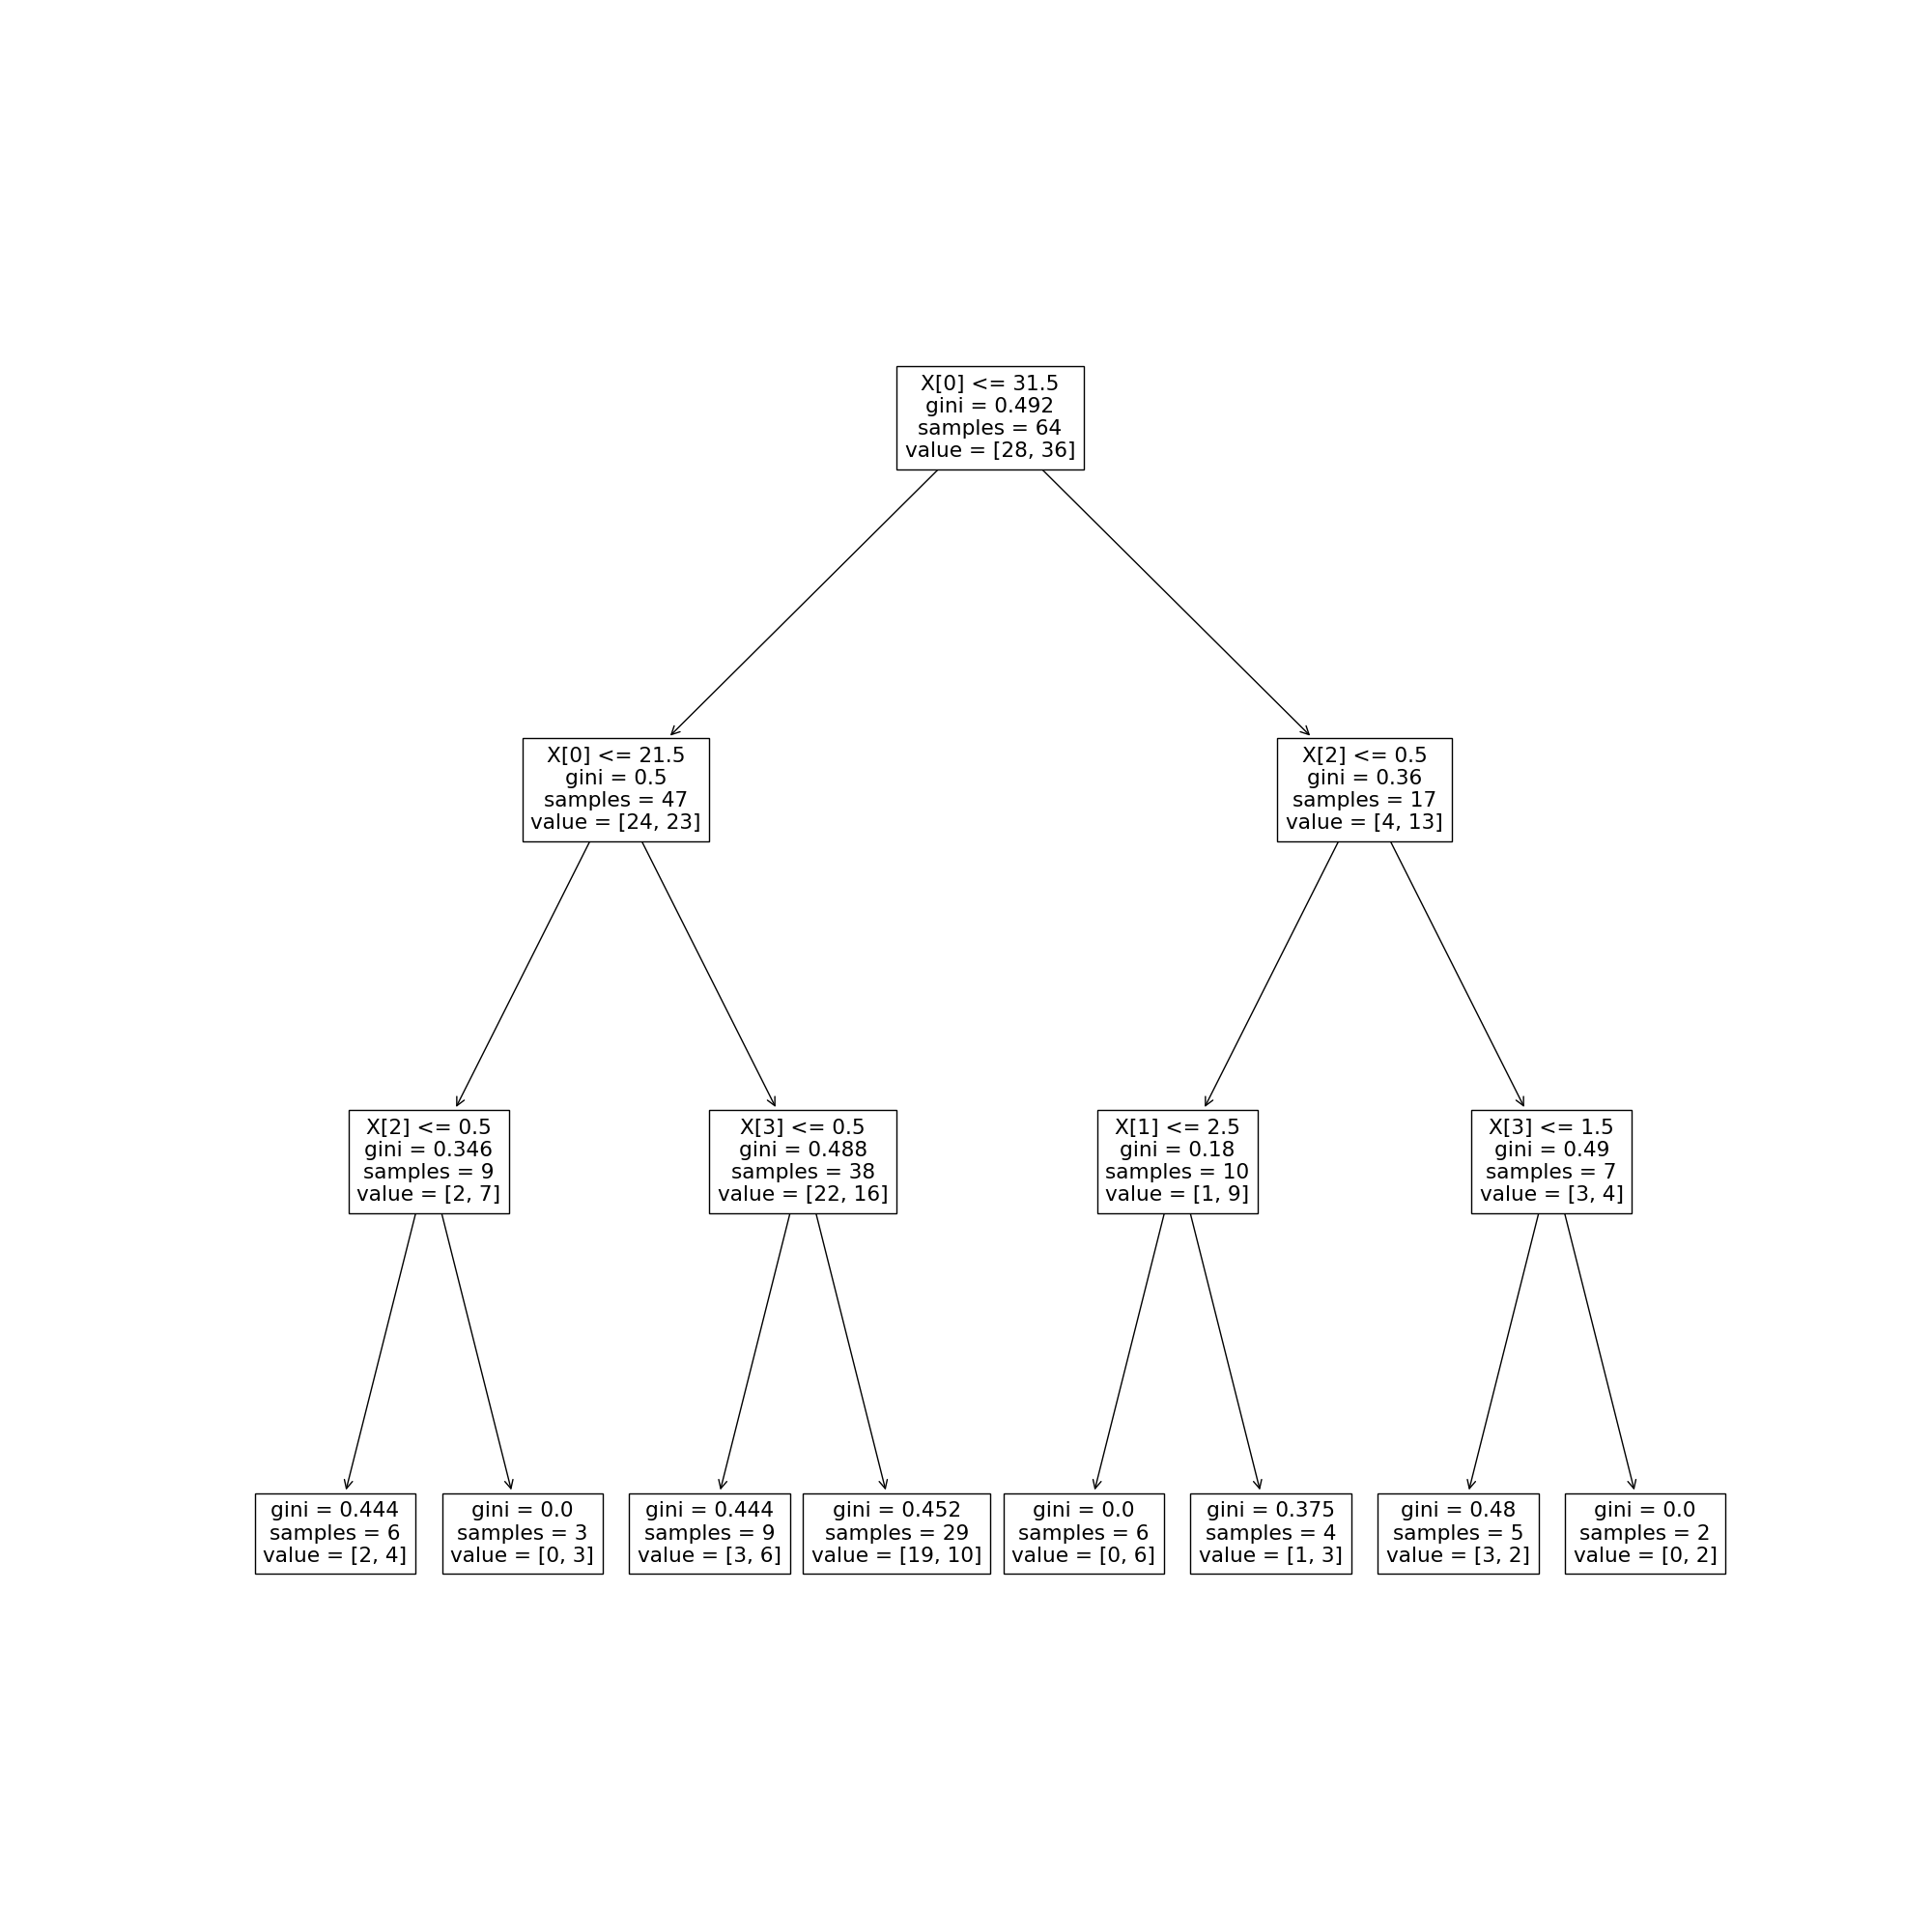 X[0] <= 31.5
gini = 0.492
samples = 64
value = [28, 36]
X[0] <= 21.5
gini = 0.5
samples = 47
value = [24, 23]
X[2] <= 0.5
gini = 0.36
samples = 17
value = [4, 13]
X[2] <= 0.5
gini = 0.346
samples = 9
value = [2, 7]
X[3] <= 0.5
gini = 0.488
samples = 38
value = [22, 16]
X[1] <= 2.5
gini = 0.18
samples = 10
value = [1, 9]
X[3] <= 1.5
gini = 0.49
samples = 7
value = [3, 4]
gini = 0.444
samples = 6
value = [2, 4]
gini = 0.0
samples = 3
value = [0, 3]
gini = 0.444
samples = 9
value = [3, 6]
gini = 0.452
samples = 29
value = [19, 10]
gini = 0.0
samples = 6
value = [0, 6]
gini = 0.375
samples = 4
value = [1, 3]
gini = 0.48
samples = 5
value = [3, 2]
gini = 0.0
samples = 2
value = [0, 2]